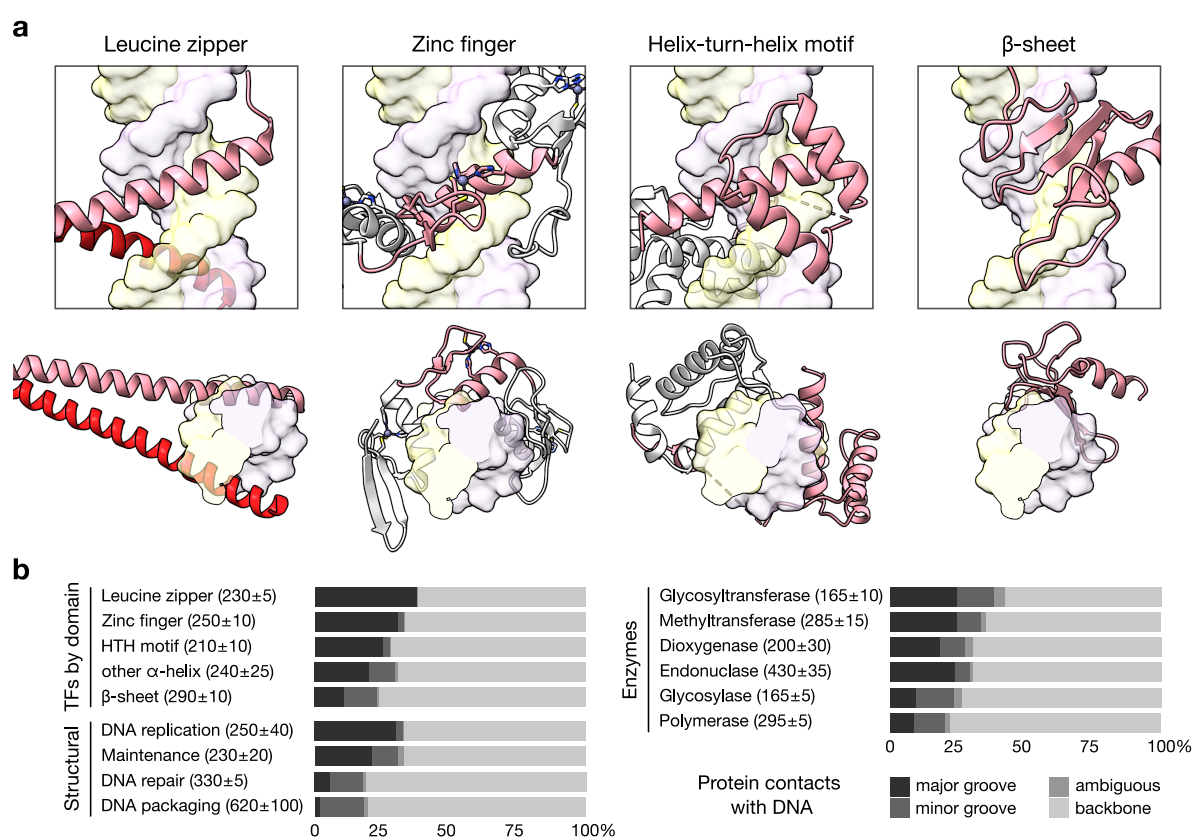 a
Leucine zipper
Zinc finger
Helix-turn-helix motif
β-sheet
b
TFs by domain
Leucine zipper (230±5)
Zinc finger (250±10)
HTH motif (210±10)
other α-helix (240±25)
β-sheet (290±10)
Structural
DNA replication (250±40)
Maintenance (230±20)
DNA repair (330±5)
DNA packaging (620±100)
0 25 50 75 100%
Enzymes
Glycosyltransferase (165±10)
Methyltransferase (285±15)
Dioxygenase (200±30)
Endonuclase (430±35)
Glycosylase (165±5)
Polymerase (295±5)
0 25 50 75 100%
Protein contacts
with DNA
major groove
minor groove
ambiguous
backbone